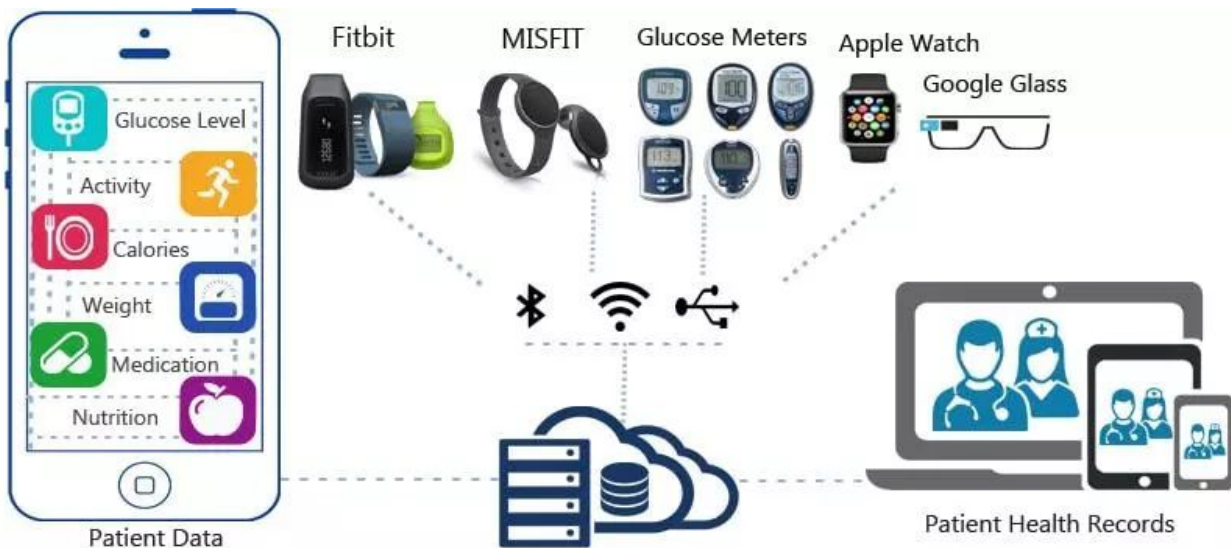 Fitbit
MISFIT
Glucose Meters
Apple Watch
Google Glass
Glucose Level
Activity
Calories
Weight
Medication
Nutrition
Patient Data
Patient Health Records